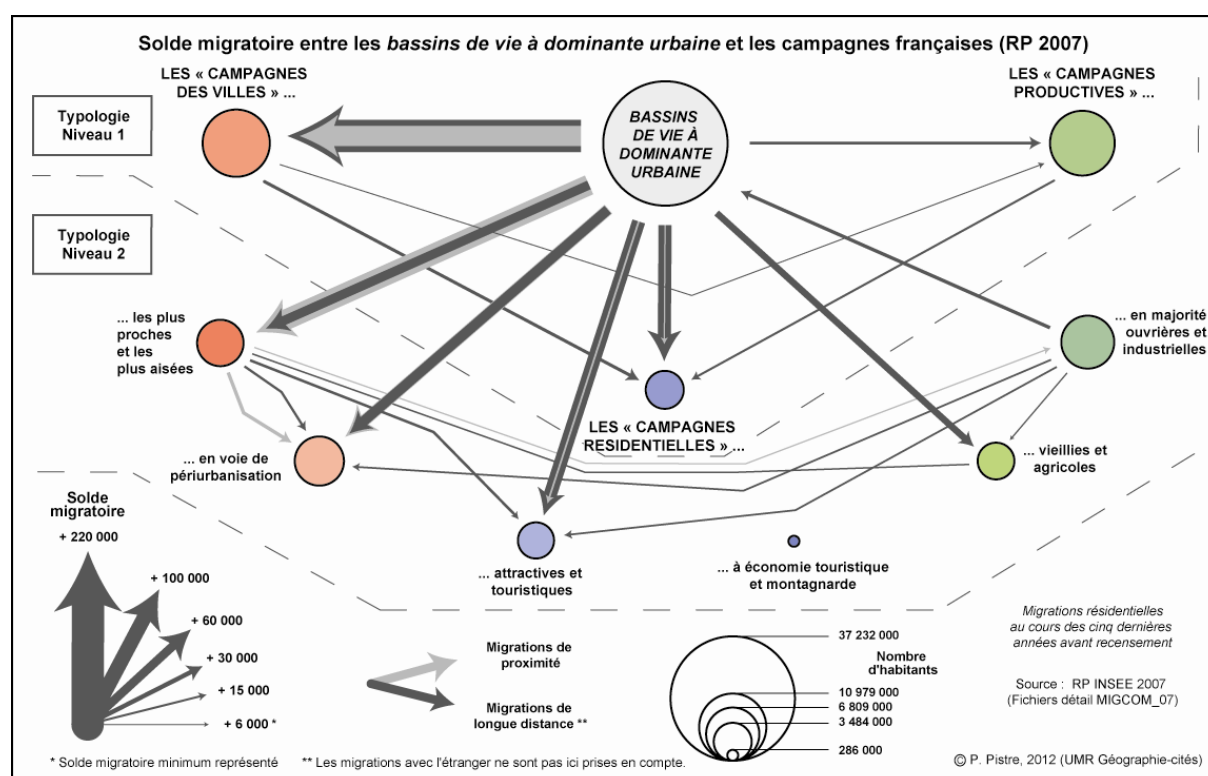 Solde migratoire entre les bassins de vie à dominante urbaine et les campagnes françaises (RP 2007)
LES « CAMPAGNES
DES VILLES » ...
LES « CAMPAGNES
PRODUCTIVES » ...
Typologie
Niveau 1
BASSINS
DE VIE À
DOMINANTE
URBAINE
Typologie
Niveau 2
... les plus
proches
et les
plus aisées
... en majorité
ouvrières et
industrielles
LES « CAMPAGNES
RESIDENTIELLES » ...
... en voie de
périurbanisation
... vieillies et
agricoles
... attractives et
touristiques
... à économie touristique
et montagnarde
Solde
migratoire
+ 220 000
+ 100 000
+ 60 000
+ 30 000
+ 15 000
+ 6 000 *
Migrations de
proximité
Migrations de
longue distance **
37 232 000
Nombre
d'habitants
10 979 000
6 809 000
3 484 000
286 000
Migrations résidentielles
au cours des cinq dernières
années avant recensement
Source : RP INSEE 2007
(Fichiers détail MIGCOM_07)
* Solde migratoire minimum représenté
** Les migrations avec l'étranger ne sont pas ici prises en compte.
© P. Pistre, 2012 (UMR Géographie-cités)